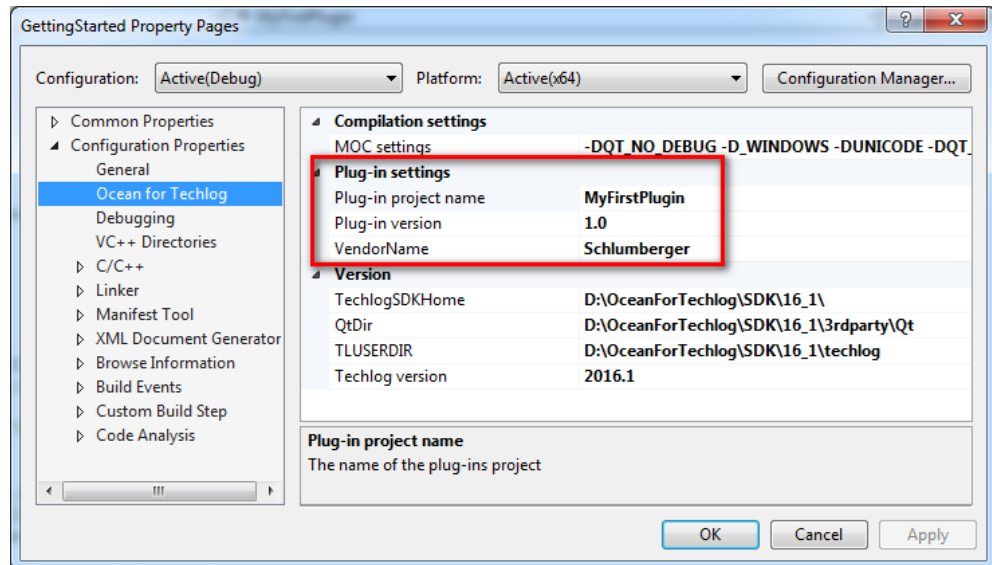 GettingStarted Property Pages
Configuration: Active(Debug) Platform: Active(x64) Configuration Manager...
Common Properties
Configuration Properties
General
Ocean for Techlog
Debugging
VC++ Directories
C/C++
Linker
Manifest Tool
XML Document Generator
Browse Information
Build Events
Custom Build Step
Code Analysis
Compilation settings
MOC settings -DQT_NO_DEBUG -D_WINDOWS -DUNICODE -DQT_
Plug-in settings
Plug-in project name MyFirstPlugin
Plug-in version 1.0
VendorName Schlumberger
Version
TechlogSDKHome D:\OceanForTechlog\SDK\16_1\
QtDir D:\OceanForTechlog\SDK\16_1\3rdparty\Qt
TLUSERDIR D:\OceanForTechlog\SDK\16_1\techlog
Techlog version 2016.1
Plug-in project name
The name of the plug-ins project
OK Cancel Apply